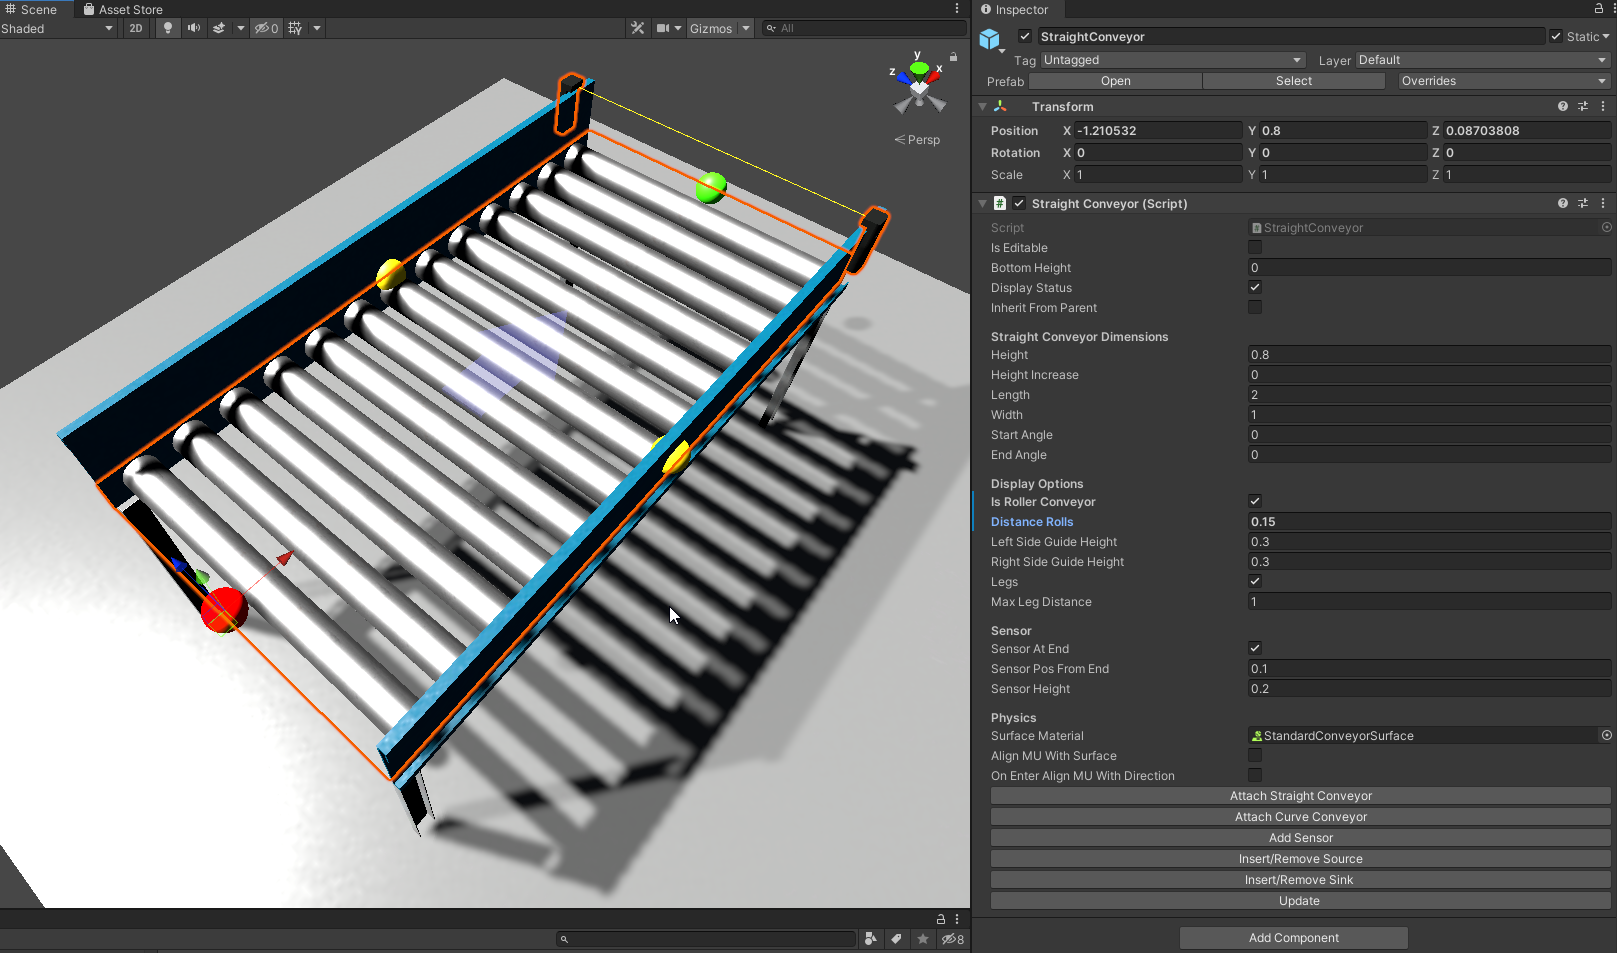 Scene Asset Store
Shaded 2D 0 Gizmos All
y
z x
Persp
8
Inspector
StraightConveyor Static
Tag Untagged Layer Default
Prefab Open Select Overrides
Transform
Position X -1.210532 Y 0.8 Z 0.08703808
Rotation X 0 Y 0 Z 0
Scale X 1 Y 1 Z 1
# Straight Conveyor (Script)
Script StraightConveyor
Is Editable
Bottom Height 0
Display Status
Inherit From Parent
Straight Conveyor Dimensions
Height 0.8
Height Increase 0
Length 2
Width 1
Start Angle 0
End Angle 0
Display Options
Is Roller Conveyor
Distance Rolls 0.15
Left Side Guide Height 0.3
Right Side Guide Height 0.3
Legs
Max Leg Distance 1
Sensor
Sensor At End
Sensor Pos From End 0.1
Sensor Height 0.2
Physics
Surface Material StandardConveyorSurface
Align MU With Surface
On Enter Align MU With Direction
Attach Straight Conveyor
Attach Curve Conveyor
Add Sensor
Insert/Remove Source
Insert/Remove Sink
Update
Add Component